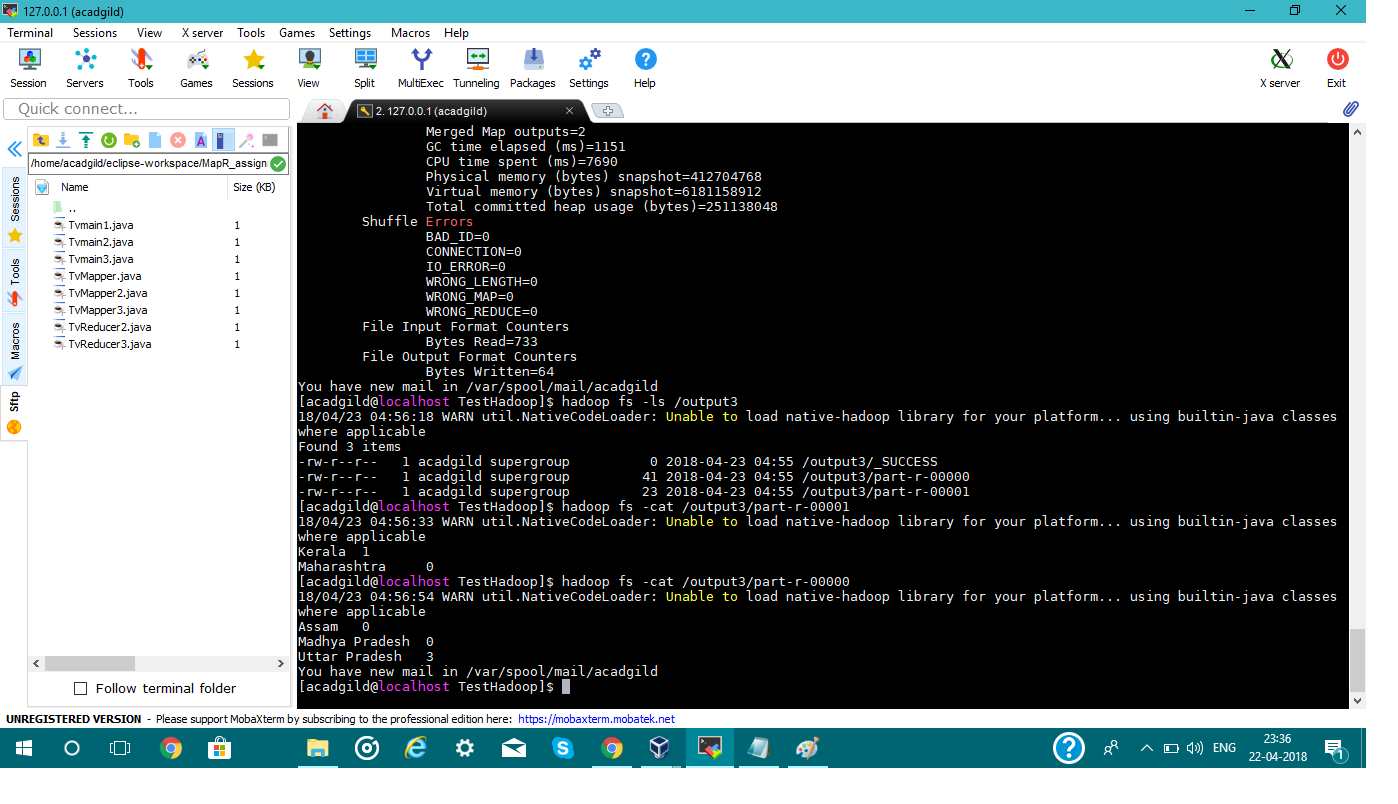 127.0.0.1 (acadgild)
Terminal Sessions View X server Tools Games Settings Macros Help
Session Servers Tools Games Sessions View Split MultiExec Tunneling Packages Settings Help X server Exit
Quick connect...
2. 127.0.0.1 (acadgild)
/home/acadgild/eclipse-workspace/MapR_assign
Name Size (KB)
..
Tvmain1.java 1
Tvmain2.java 1
Tvmain3.java 1
TvMapper.java 1
TvMapper2.java 1
TvMapper3.java 1
TvReducer2.java 1
TvReducer3.java 1
Sessions
Tools
Macros
Sftp
Follow terminal folder
Merged Map outputs=2
GC time elapsed (ms)=1151
CPU time spent (ms)=7690
Physical memory (bytes) snapshot=412704768
Virtual memory (bytes) snapshot=6181158912
Total committed heap usage (bytes)=251138048
Shuffle Errors
BAD_ID=0
CONNECTION=0
IO_ERROR=0
WRONG_LENGTH=0
WRONG_MAP=0
WRONG_REDUCE=0
File Input Format Counters
Bytes Read=733
File Output Format Counters
Bytes Written=64
You have new mail in /var/spool/mail/acadgild
[acadgild@localhost TestHadoop]$ hadoop fs -ls /output3
18/04/23 04:56:18 WARN util.NativeCodeLoader: Unable to load native-hadoop library for your platform... using builtin-java classes
where applicable
Found 3 items
-rw-r--r-- 1 acadgild supergroup 0 2018-04-23 04:55 /output3/_SUCCESS
-rw-r--r-- 1 acadgild supergroup 41 2018-04-23 04:55 /output3/part-r-00000
-rw-r--r-- 1 acadgild supergroup 23 2018-04-23 04:55 /output3/part-r-00001
[acadgild@localhost TestHadoop]$ hadoop fs -cat /output3/part-r-00001
18/04/23 04:56:33 WARN util.NativeCodeLoader: Unable to load native-hadoop library for your platform... using builtin-java classes
where applicable
Kerala 1
Maharashtra 0
[acadgild@localhost TestHadoop]$ hadoop fs -cat /output3/part-r-00000
18/04/23 04:56:54 WARN util.NativeCodeLoader: Unable to load native-hadoop library for your platform... using builtin-java classes
where applicable
Assam 0
Madhya Pradesh 0
Uttar Pradesh 3
You have new mail in /var/spool/mail/acadgild
[acadgild@localhost TestHadoop]$
UNREGISTERED VERSION - Please support MobaXterm by subscribing to the professional edition here: https://mobaxterm.mobatek.net
ENG
23:36
22-04-2018
1